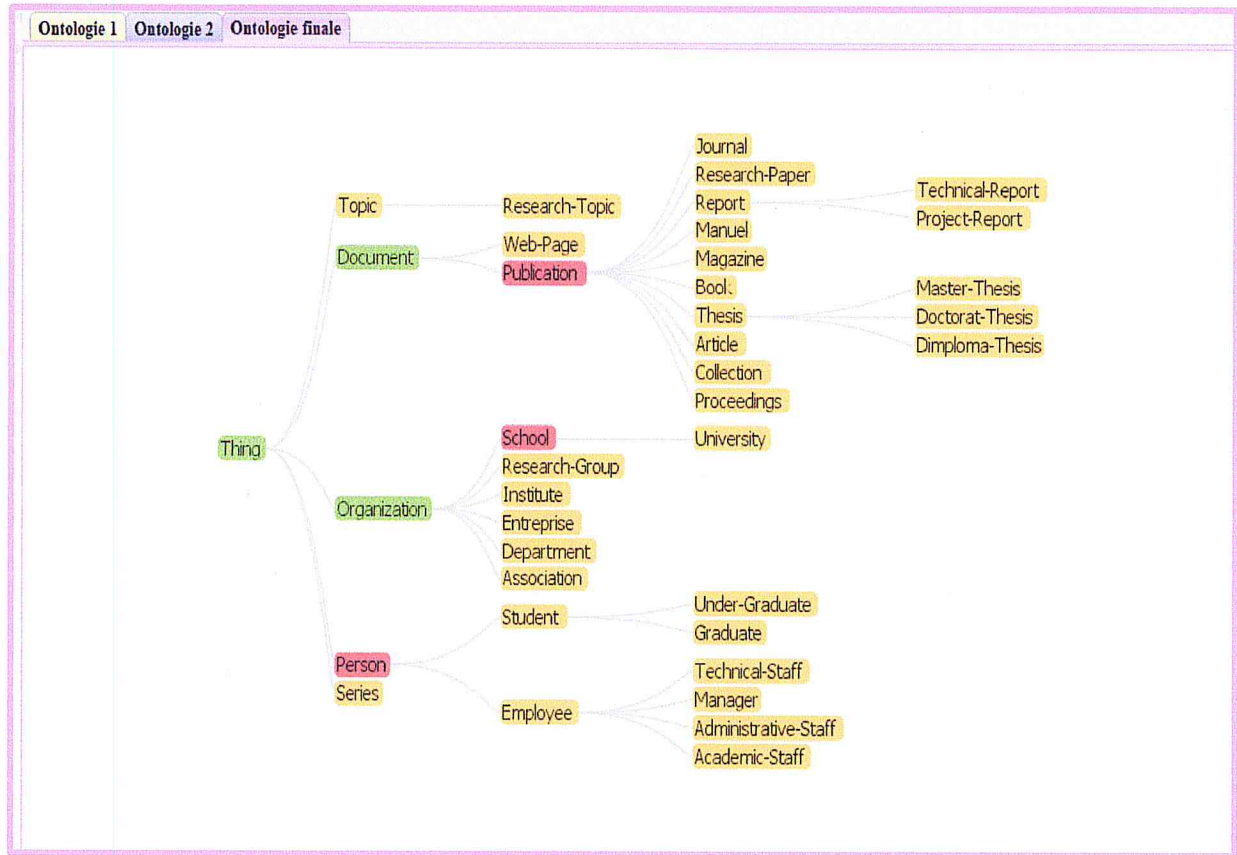 Ontologie 1 Ontologie 2 Ontologie finale
Journal
Research-Paper
Technical-Report
Topic Research-Topic Report
Project-Report
Manuel
Web-Page
Document Magazine
Publication
Book
Master-Thesis
Thesis Doctorat-Thesis
Article Dimploma-Thesis
Collection
Proceedings
School University
Thing
Research-Group
Institute
Organization
Entreprise
Department
Association
Under-Graduate
Student
Graduate
Person Technical-Staff
Series Manager
Employee
Administrative-Staff
Academic-Staff